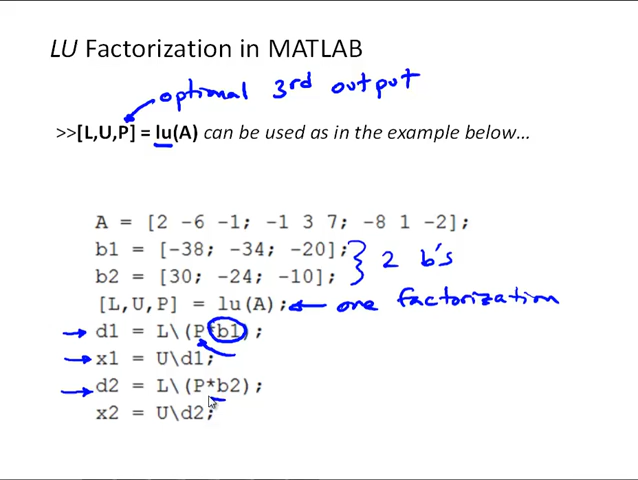 LU Factorization in MATLAB
optional 3rd output
>>[L,U,P] = lu(A) can be used as in the example below…
A = [2 -6 -1; -1 3 7; -8 1 -2];
b1 = [-38; -34; -20];
b2 = [30; -24; -10];
2 b's
[L,U,P] = lu(A); one factorization
d1 = L\(P*b1);
x1 = U\d1;
d2 = L\(P*b2);
x2 = U\d2;